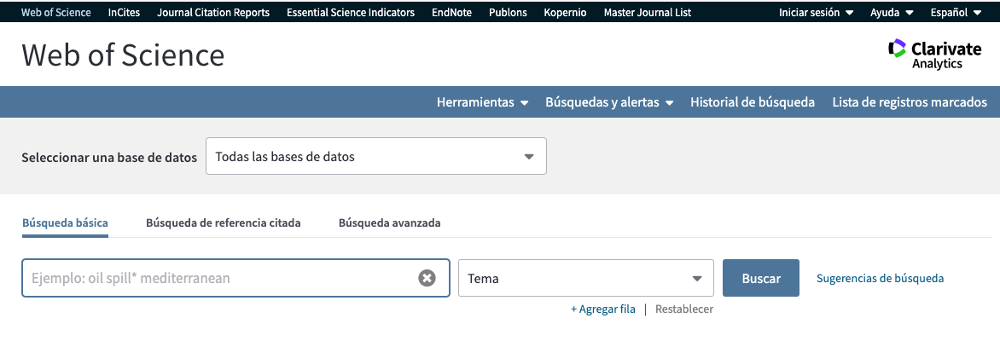 Web of Science InCites Journal Citation Reports Essential Science Indicators EndNote Publons Kopernio Master Journal List Iniciar sesión Ayuda Español
Web of Science
Clarivate
Analytics
Herramientas Búsquedas y alertas Historial de búsqueda Lista de registros marcados
Seleccionar una base de datos Todas las bases de datos
Búsqueda básica Búsqueda de referencia citada Búsqueda avanzada
Ejemplo: oil spill* mediterranean Tema Buscar Sugerencias de búsqueda
+ Agregar fila | Restablecer